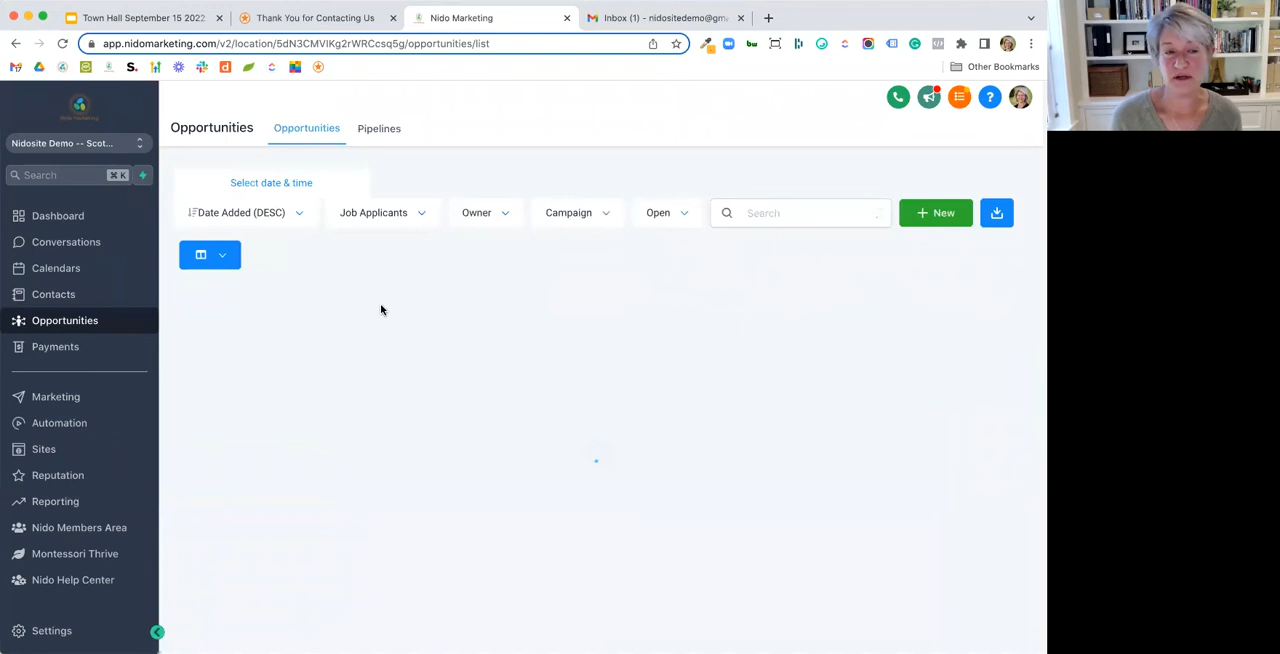 Town Hall September 15 2022
Thank You for Contacting Us
Nido Marketing
Inbox (1) - nidositedemo@gm
app.nidomarketing.com/v2/location/5dN3CMVIKg2rWRCcsq5g/opportunities/list
Other Bookmarks
Nido Marketing
Nidosite Demo -- Scot...
Search ⌘ K
Dashboard
Conversations
Calendars
Contacts
Opportunities
Payments
Marketing
Automation
Sites
Reputation
Reporting
Nido Members Area
Montessori Thrive
Nido Help Center
Settings
Opportunities
Opportunities
Pipelines
Select date & time
Date Added (DESC)
Job Applicants
Owner
Campaign
Open
Search
+ New